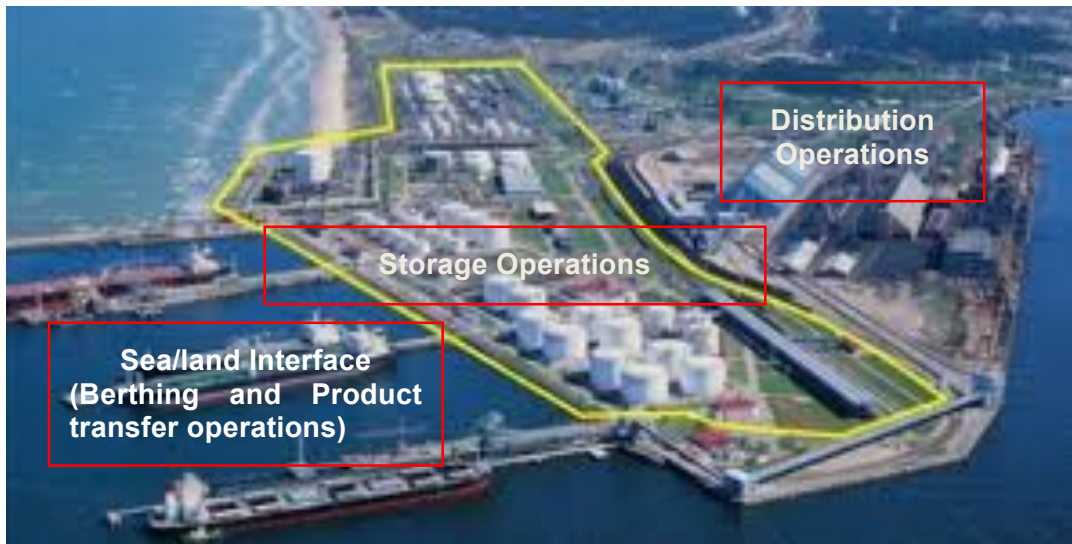 Distribution
Operations
Storage Operations
Sea/land Interface
(Berthing and Product
transfer operations)